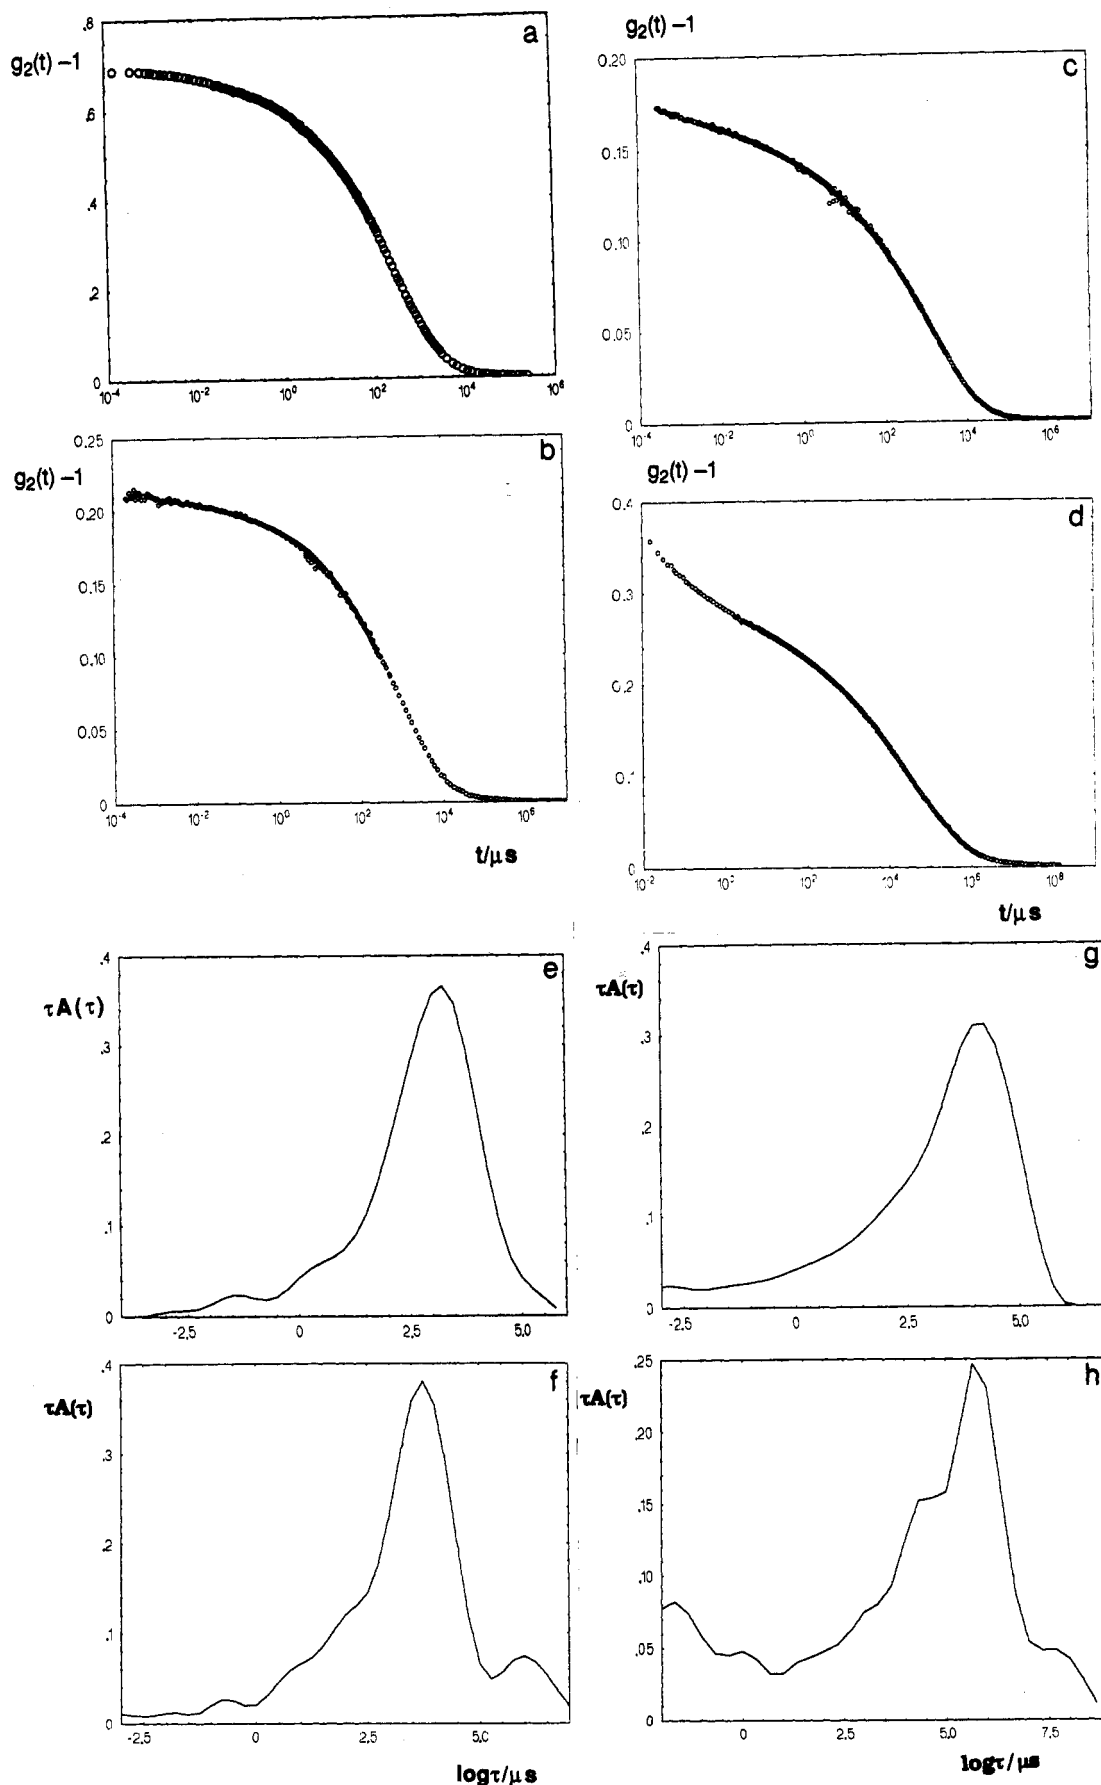 a
g₂(t) –1
.8
.6
.4
.2
0
10⁻⁴ 10⁻² 10⁰ 10² 10⁴ 10⁶
g₂(t) –1
c
0.20
0.15
0.10
0.05
0
10⁻⁴ 10⁻² 10⁰ 10² 10⁴ 10⁶
b
g₂(t) –1
0.25
0.20
0.15
0.10
0.05
0
10⁻⁴ 10⁻² 10⁰ 10² 10⁴ 10⁶
t/μs
g₂(t) –1
d
0.4
0.3
0.2
0.1
0
10⁻² 10⁰ 10² 10⁴ 10⁶ 10⁸
t/μs
e
τA(τ)
.4
.3
.2
.1
0
-2.5 0 2.5 5.0
g
τA(τ)
.4
.3
.2
.1
0
-2.5 0 2.5 5.0
f
τA(τ)
.4
.3
.2
.1
0
-2.5 0 2.5 5.0
logτ/μs
h
τA(τ)
.25
.20
.15
.10
.05
0
0 2.5 5.0 7.5
logτ/μs